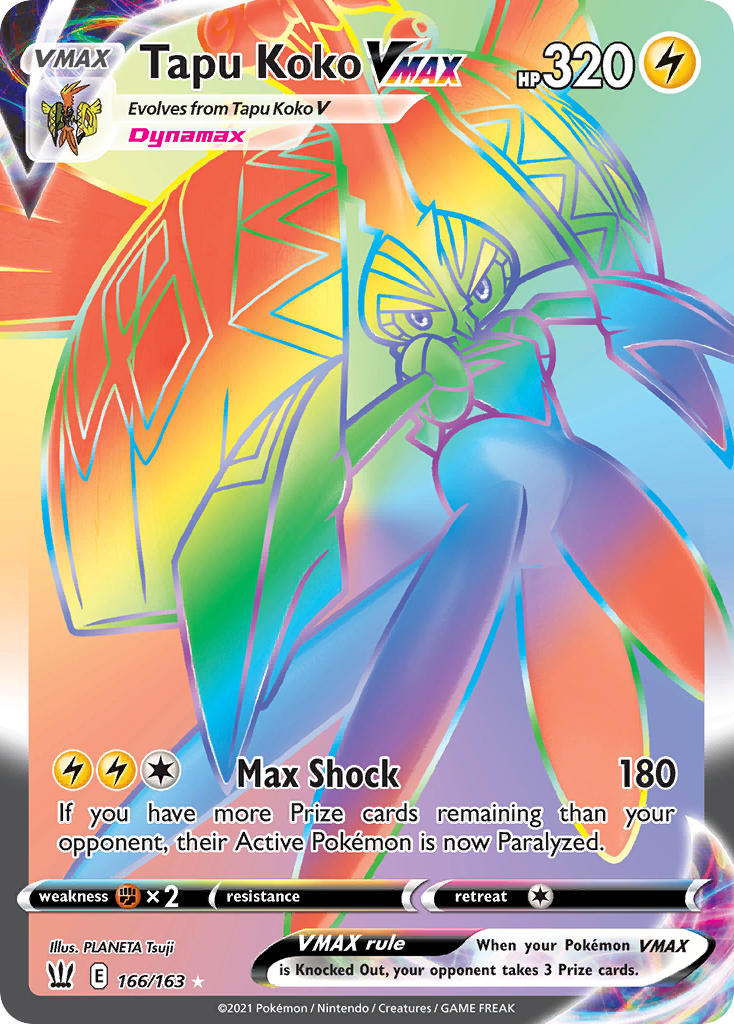 VMAX
Tapu Koko VMAX
HP 320
Evolves from Tapu Koko V
Dynamax
Max Shock 180
If you have more Prize cards remaining than your
opponent, their Active Pokémon is now Paralyzed.
weakness ×2 resistance retreat
Illus. PLANETA Tsuji
VMAX rule When your Pokémon VMAX
is Knocked Out, your opponent takes 3 Prize cards.
E 166/163
©2021 Pokémon / Nintendo / Creatures / GAME FREAK